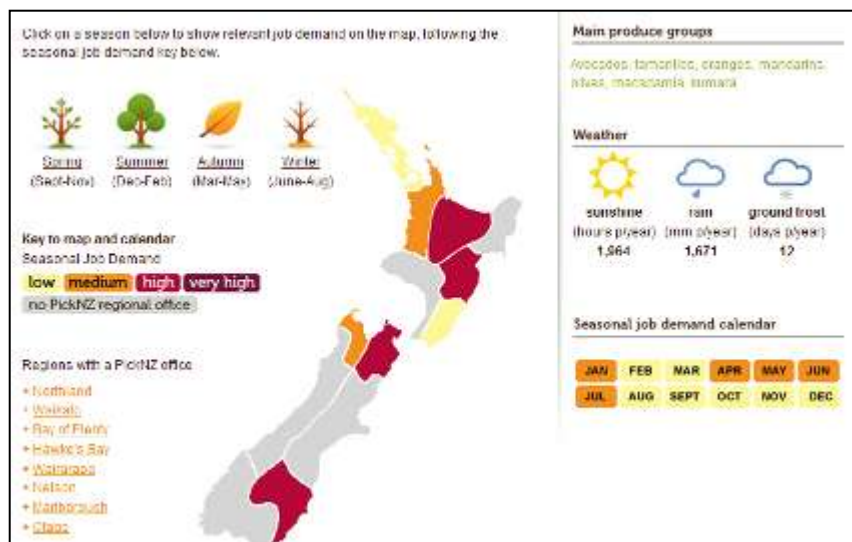 Click on a season below to show relevant job demand on the map, following the
seasonal job demand key below.
Spring
(Sept-Nov)
Summer
(Dec-Feb)
Autumn
(Mar-May)
Winter
(June-Aug)
Key to map and calendar
Seasonal Job Demand
low medium high very high
no PickNZ regional office
Regions with a PickNZ office
+ Northland
+ Waikato
+ Bay of Plenty
+ Hawke's Bay
+ Wairarapa
+ Nelson
+ Marlborough
+ Otago
Main produce groups
Avocados, tamarillos, oranges, mandarins,
olives, macadamia, kumara
Weather
sunshine
(hours p/year)
1,964
rain
(mm p/year)
1,671
ground frost
(days p/year)
12
Seasonal job demand calendar
JAN FEB MAR APR MAY JUN
JUL AUG SEPT OCT NOV DEC